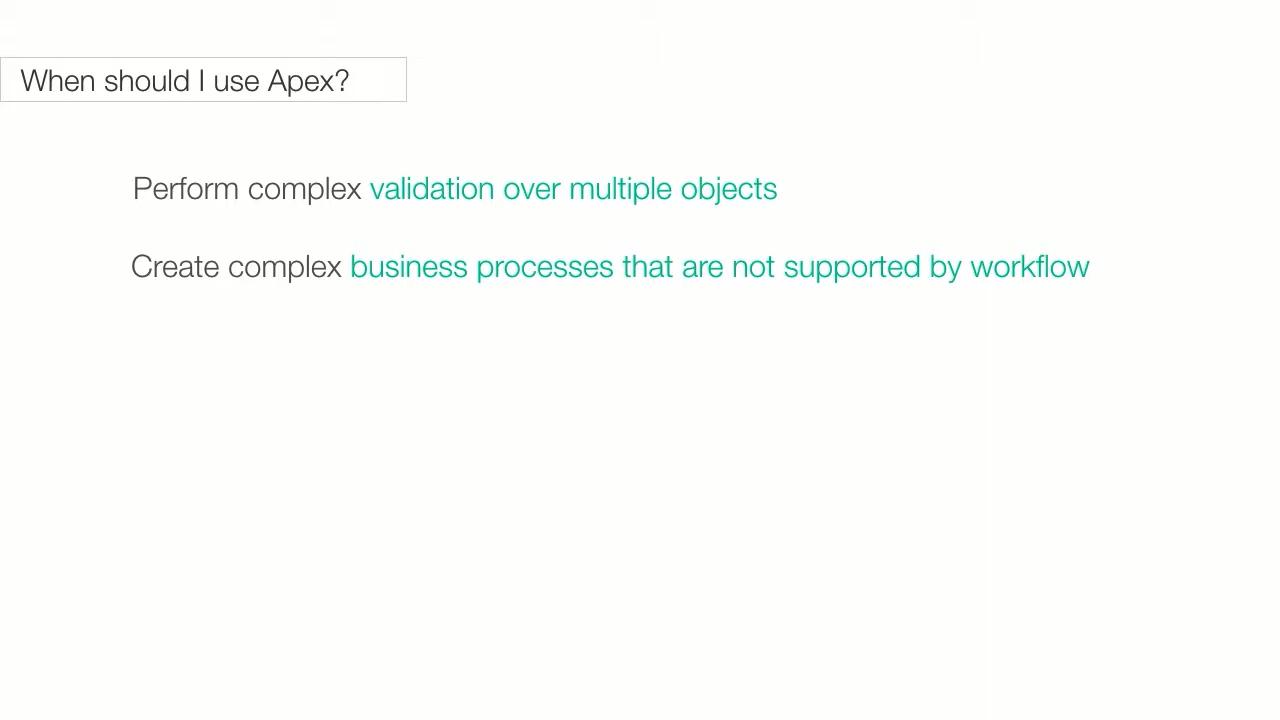 When should I use Apex?
Perform complex validation over multiple objects
Create complex business processes that are not supported by workflow